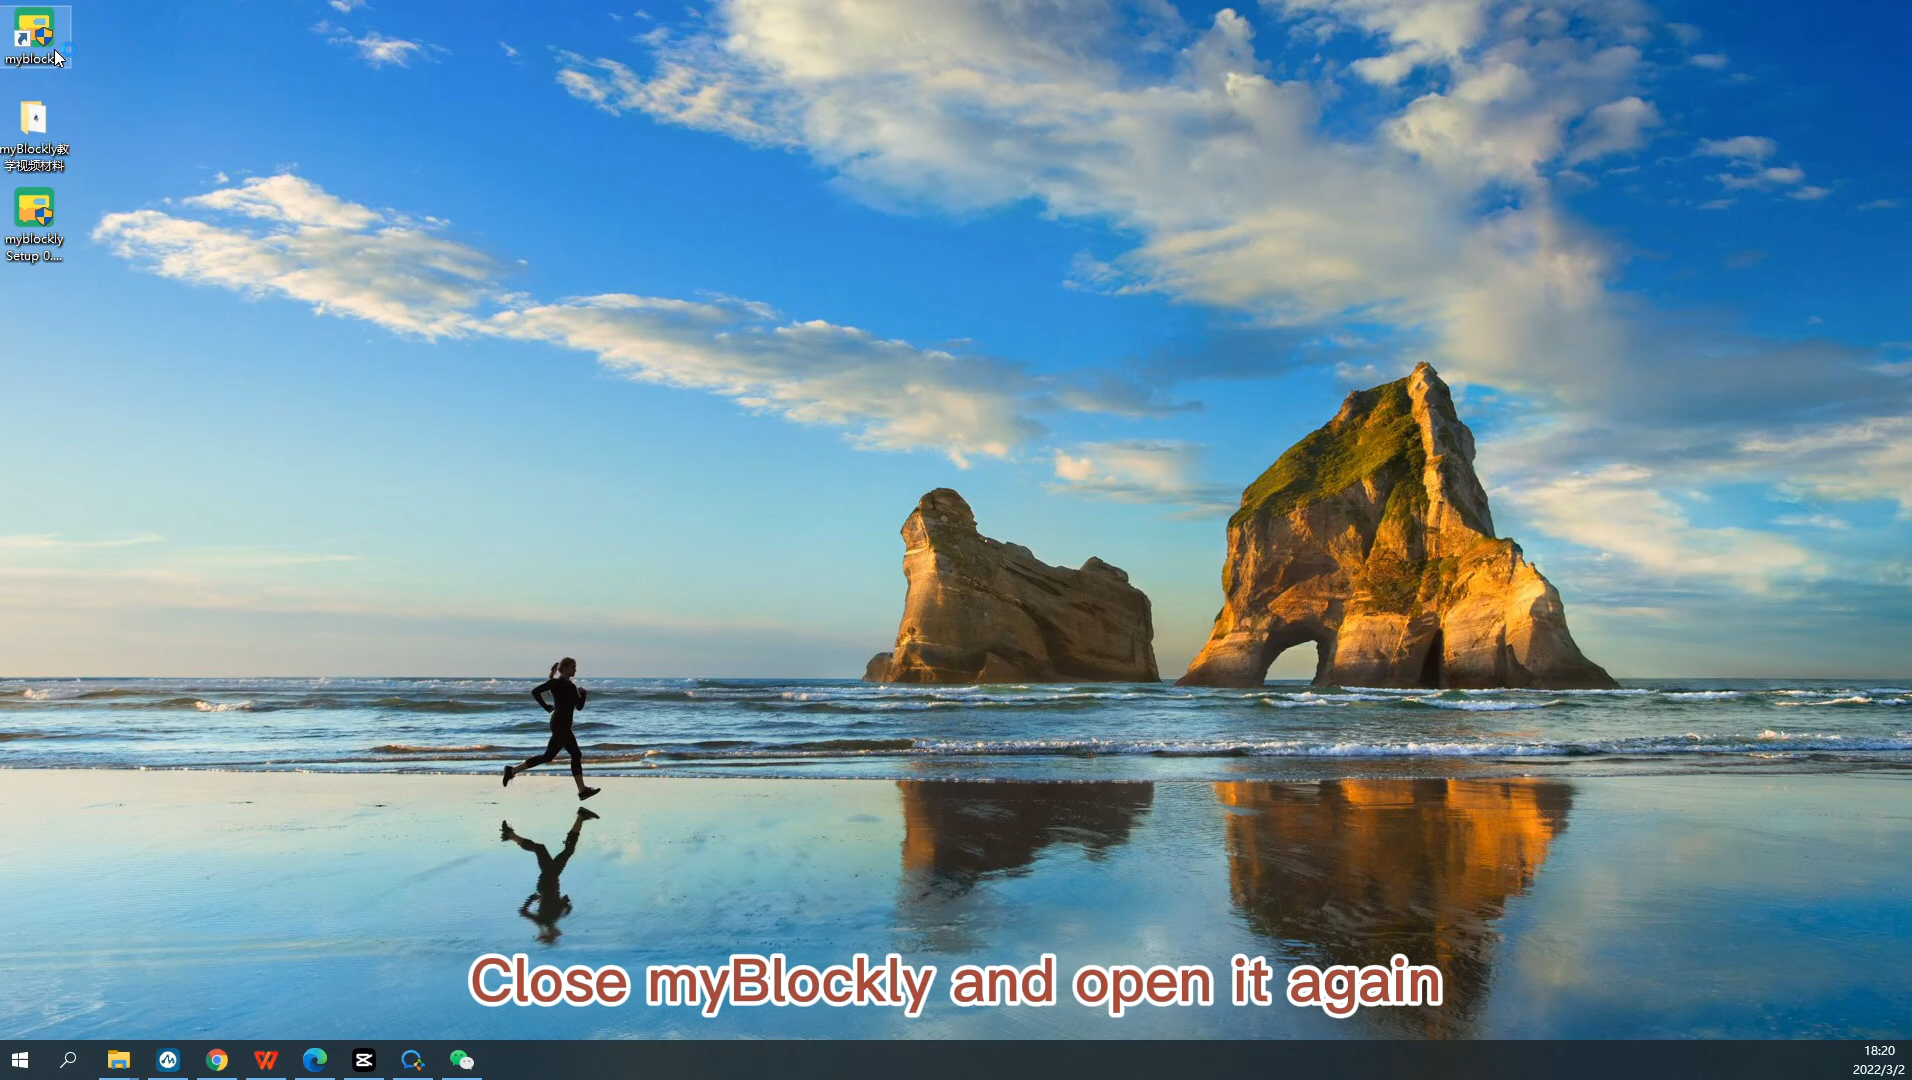 myblockly
myBlockly教
学视频材料
myblockly
Setup 0....
Close myBlockly and open it again
18:20
2022/3/2